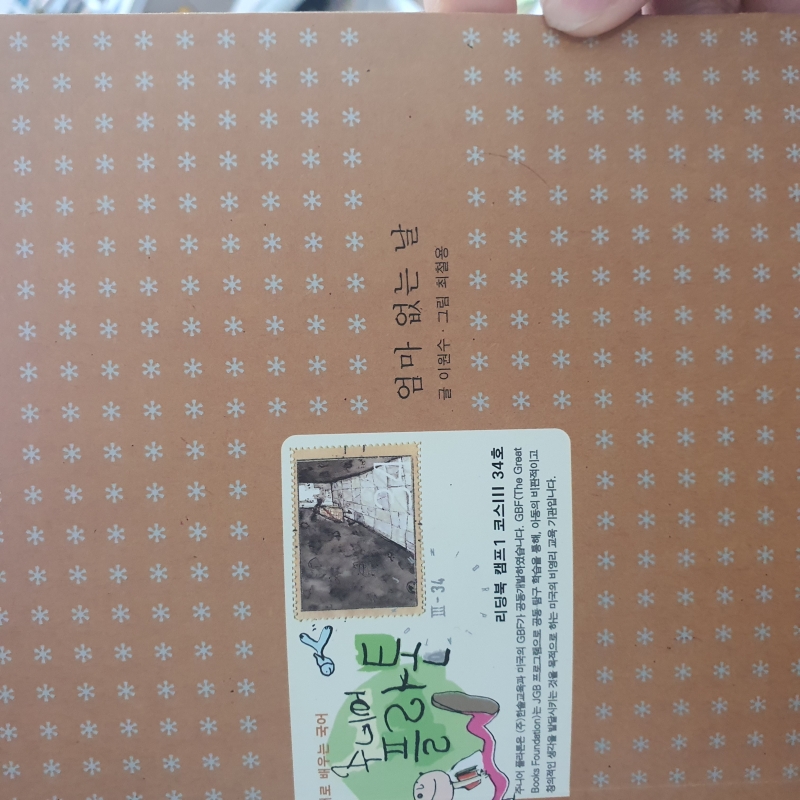 엄마 없는 날
글 이원수 · 그림 최철용
로 배우는 국어
주니어
플라톤
III-34
리딩북 캠프1 코스III 34호
주니어 플라톤은 (주)한솔교육과 미국의 GBF가 공동개발하였습니다. GBF(The Great
Books Foundation)는 JGB 프로그램으로 공동 탐구 학습을 통해, 아동의 비판적이고
창의적인 생각을 발달시키는 것을 목적으로 하는 미국의 비영리 교육 기관입니다.